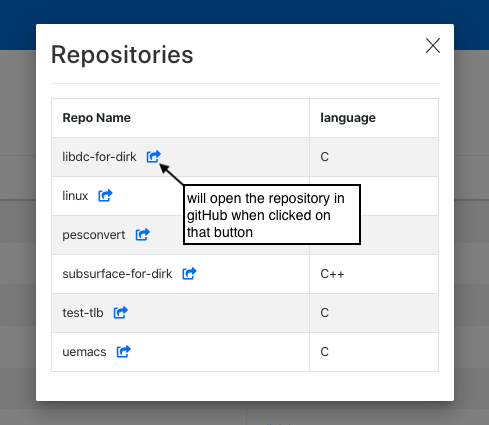 Repositories
Repo Name language
libdc-for-dirk C
linux
will open the repository in
gitHub when clicked on
that button
pesconvert
subsurface-for-dirk C++
test-tlb C
uemacs C